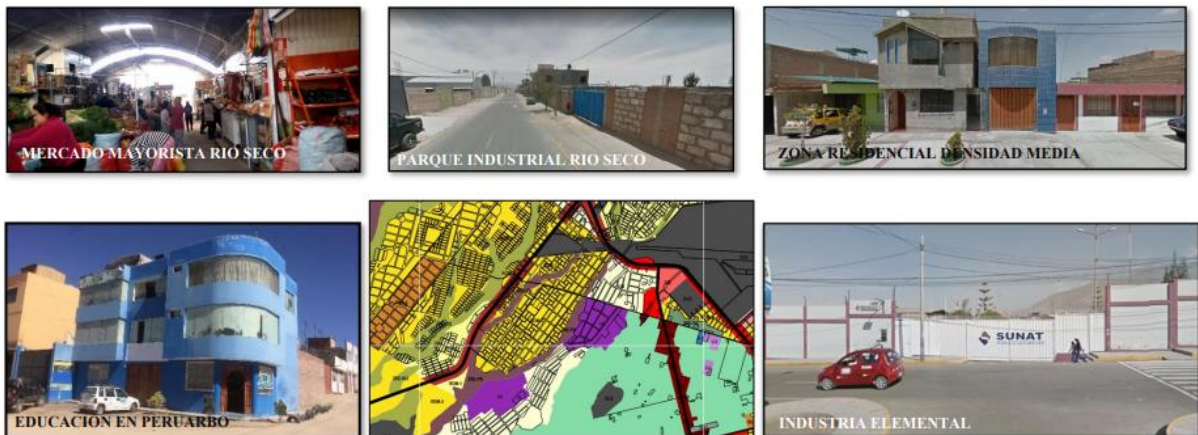 MERCADO MAYORISTA RIO SECO
PARQUE INDUSTRIAL RIO SECO
ZONA RESIDENCIAL DENSIDAD MEDIA
EDUCACION EN PERUARBO
SUNAT
INDUSTRIA ELEMENTAL